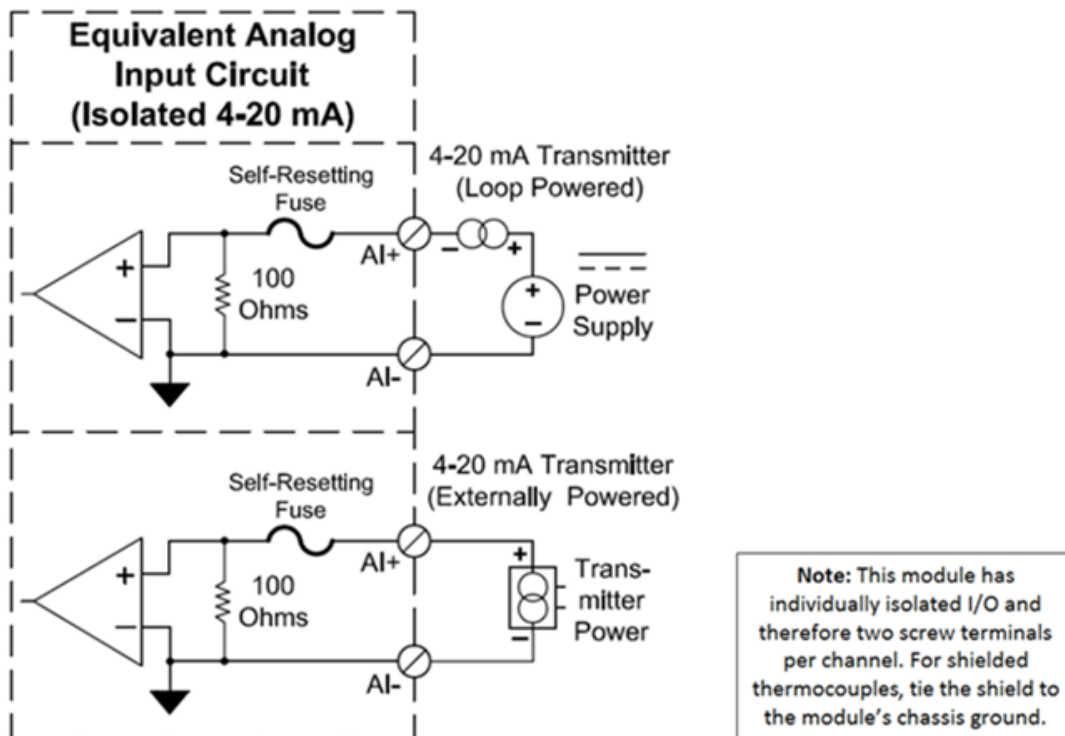 Equivalent Analog
Input Circuit
(Isolated 4-20 mA)
4-20 mA Transmitter
(Loop Powered)
Self-Resetting
Fuse
AI+
- +
+
-
100
Ohms
+
-
Power
Supply
AI-
4-20 mA Transmitter
(Externally Powered)
Self-Resetting
Fuse
AI+
+
+
-
100
Ohms
Trans-
mitter
Power
-
AI-
Note: This module has
individually isolated I/O and
therefore two screw terminals
per channel. For shielded
thermocouples, tie the shield to
the module's chassis ground.